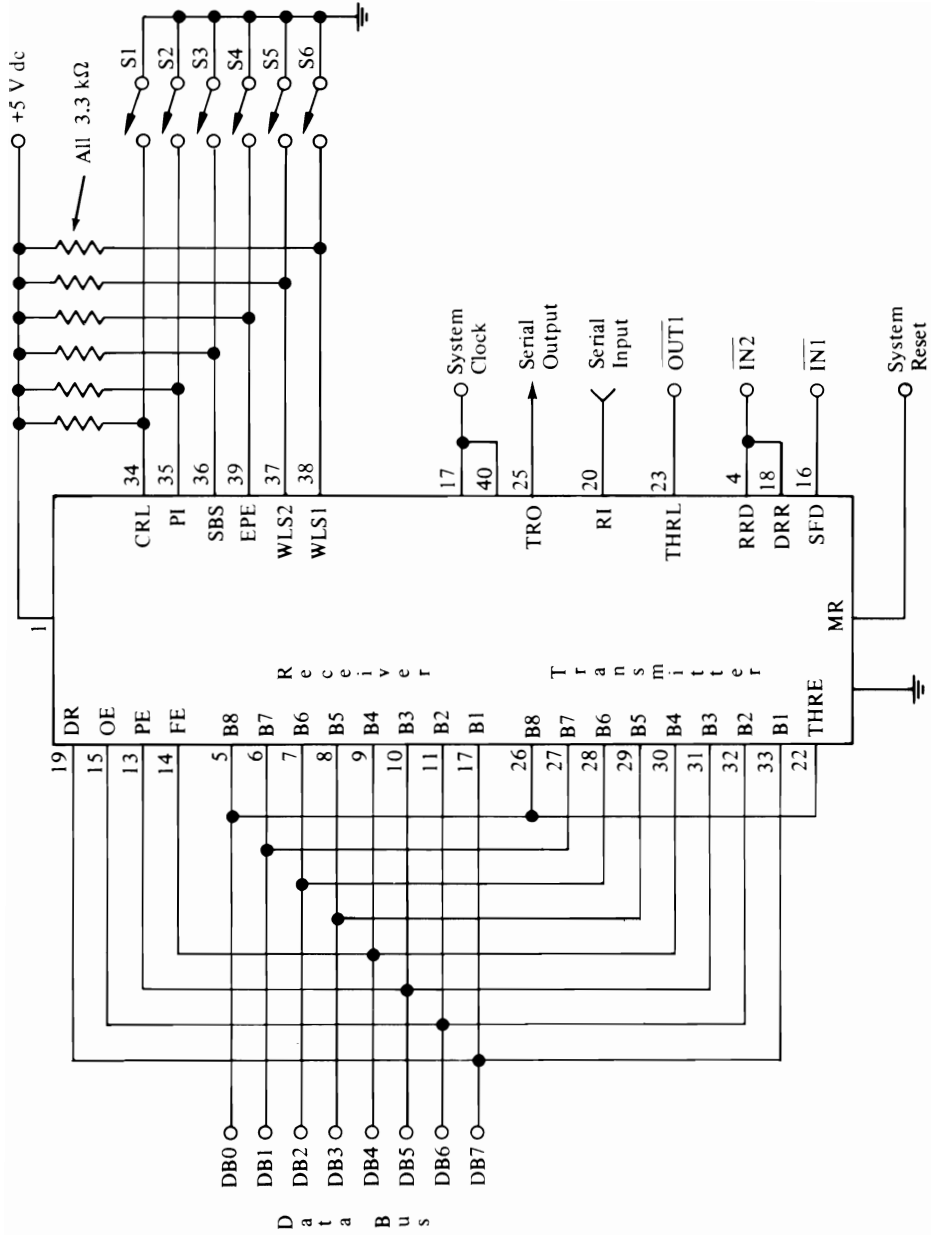 +5 V dc
All 3.3 kΩ
S1
S2
S3
S4
S5
S6
1
34
35
36
39
37
38
CRL
PI
SBS
EPE
WLS2
WLS1
17
40
25
20
23
4
18
16
System
Clock
Serial
Output
Serial
Input
OUT1
IN2
IN1
System
Reset
TRO
RI
THRL
RRD
DRR
SFD
MR
Receiver
Transmitter
DR
OE
PE
FE
B8
B7
B6
B5
B4
B3
B2
B1
B8
B7
B6
B5
B4
B3
B2
B1
THRE
19
15
13
14
5
6
7
8
9
10
11
17
26
27
28
29
30
31
32
33
22
DB0
DB1
DB2
DB3
DB4
DB5
DB6
DB7
Data Bus